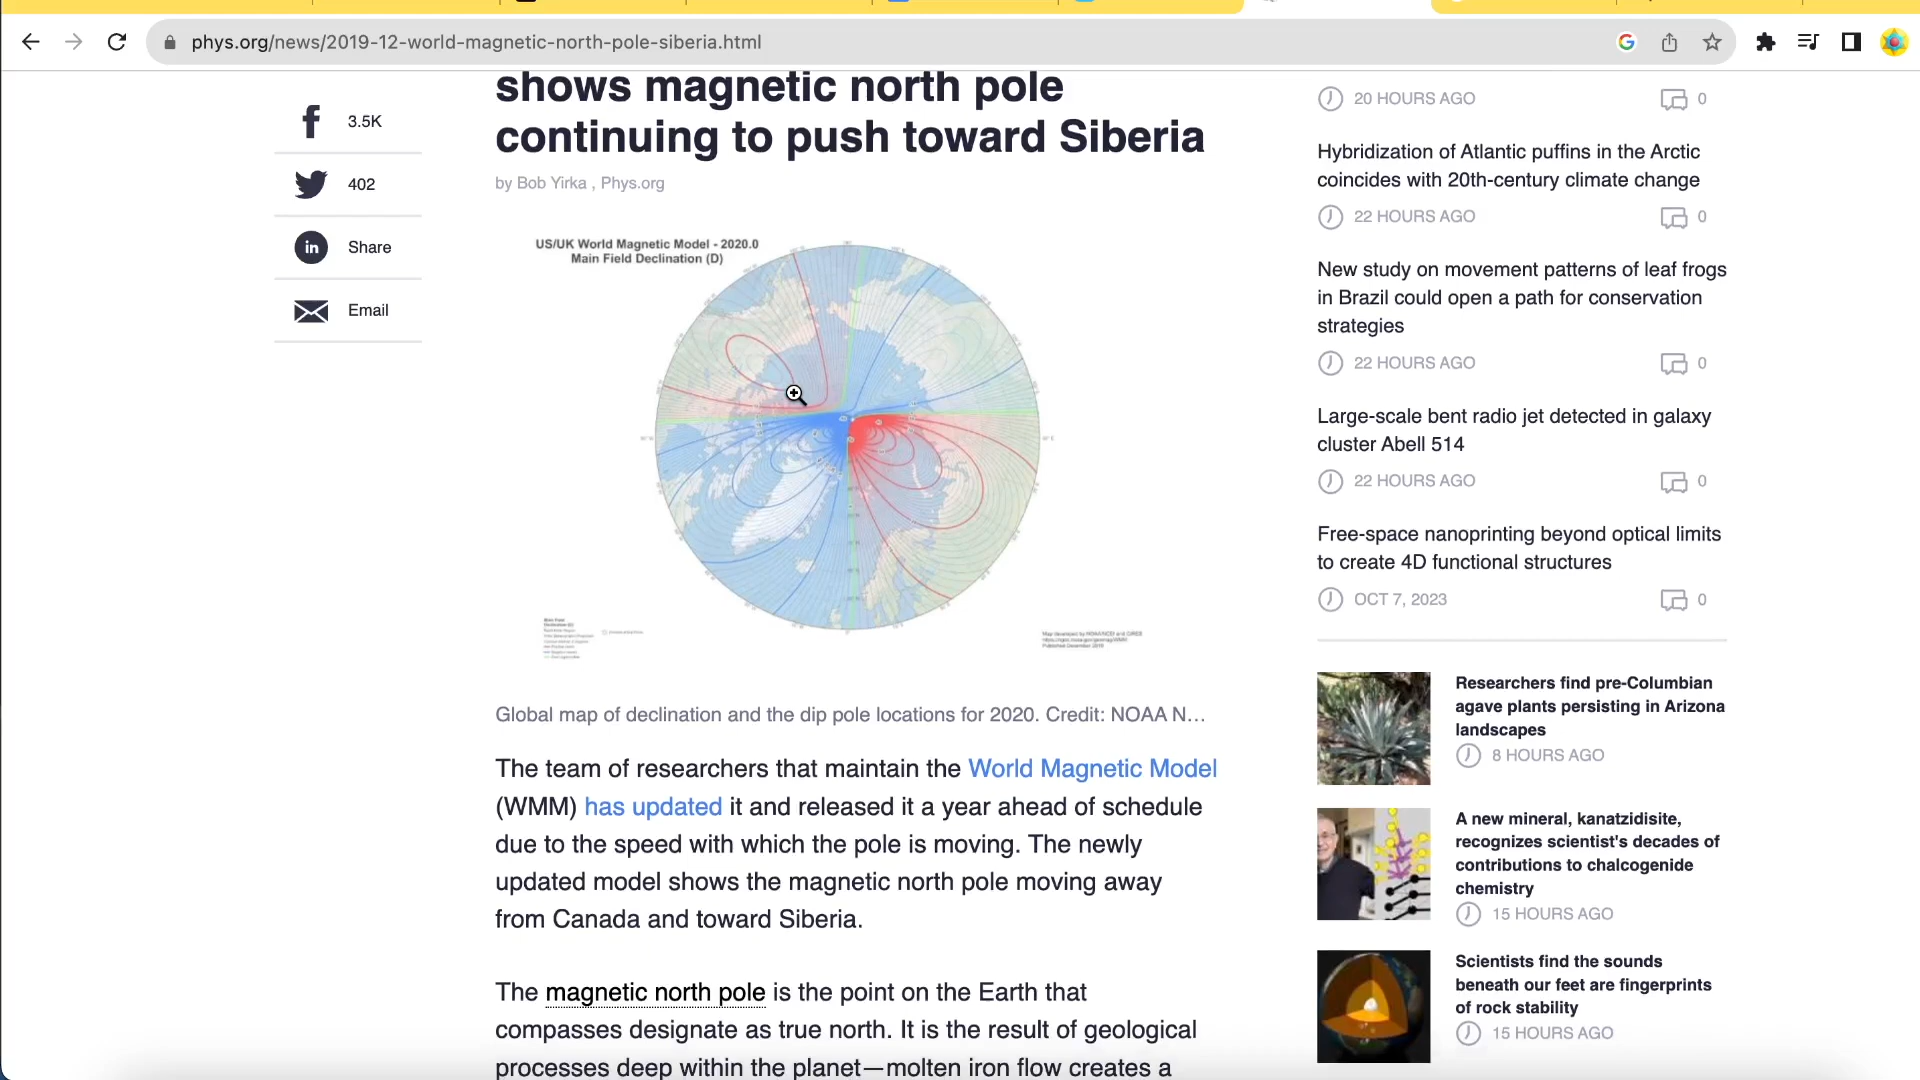 phys.org/news/2019-12-world-magnetic-north-pole-siberia.html
3.5K
402
in
Share
Email
shows magnetic north pole
continuing to push toward Siberia
by Bob Yirka , Phys.org
US/UK World Magnetic Model - 2020.0
Main Field Declination (D)
Global map of declination and the dip pole locations for 2020. Credit: NOAA N...
The team of researchers that maintain the World Magnetic Model
(WMM) has updated it and released it a year ahead of schedule
due to the speed with which the pole is moving. The newly
updated model shows the magnetic north pole moving away
from Canada and toward Siberia.
The magnetic north pole is the point on the Earth that
compasses designate as true north. It is the result of geological
processes deep within the planet—molten iron flow creates a
20 HOURS AGO
0
Hybridization of Atlantic puffins in the Arctic
coincides with 20th-century climate change
22 HOURS AGO
0
New study on movement patterns of leaf frogs
in Brazil could open a path for conservation
strategies
22 HOURS AGO
0
Large-scale bent radio jet detected in galaxy
cluster Abell 514
22 HOURS AGO
0
Free-space nanoprinting beyond optical limits
to create 4D functional structures
OCT 7, 2023
0
Researchers find pre-Columbian
agave plants persisting in Arizona
landscapes
8 HOURS AGO
A new mineral, kanatzidisite,
recognizes scientist's decades of
contributions to chalcogenide
chemistry
15 HOURS AGO
Scientists find the sounds
beneath our feet are fingerprints
of rock stability
15 HOURS AGO